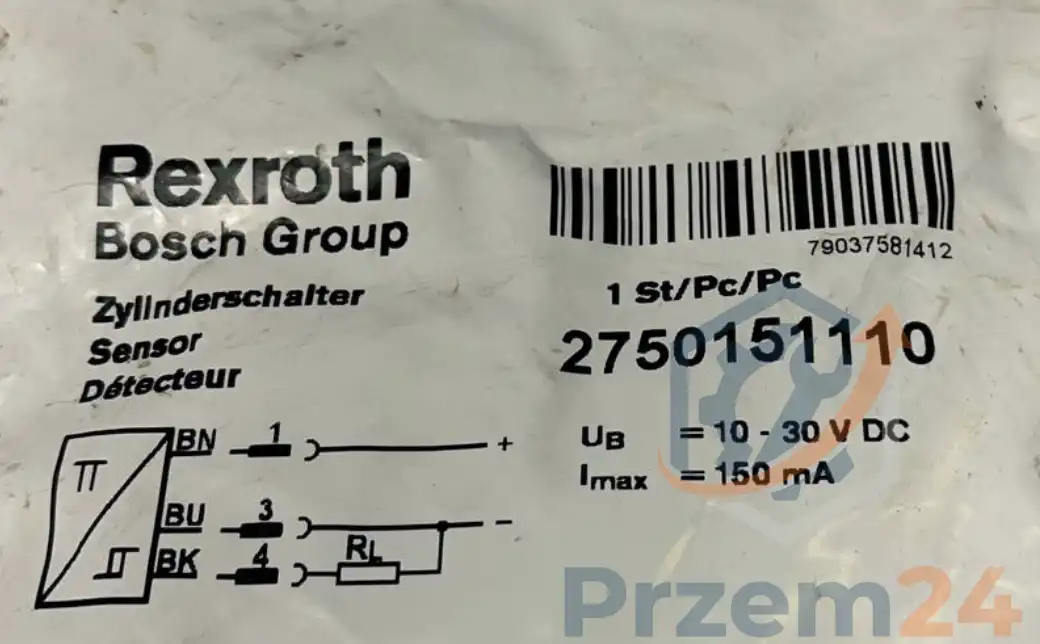 Rexroth
Bosch Group
Zylinderschalter
Sensor
Détecteur
79037581412
1 St/Pc/Pc
2750151110
UB = 10 - 30 V DC
Imax = 150 mA
BN 1 +
BU 3 -
BK 4 RL
Przem24